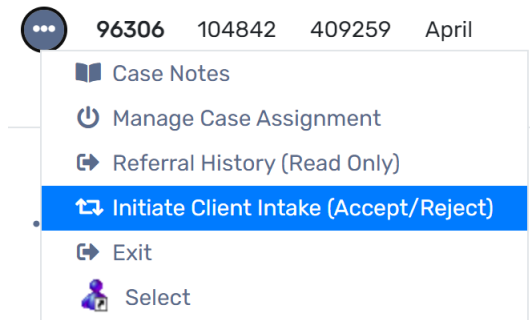 96306 104842 409259 April
Case Notes
Manage Case Assignment
Referral History (Read Only)
Initiate Client Intake (Accept/Reject)
Exit
Select